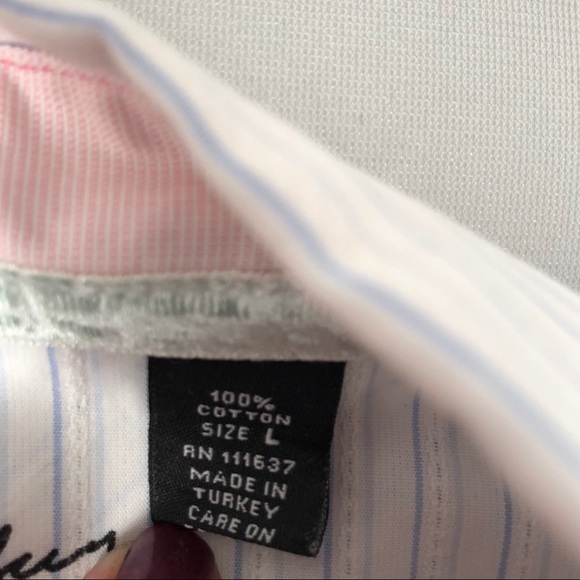 100%
COTTON
SIZE L
RN 111637
MADE IN
TURKEY
CARE ON